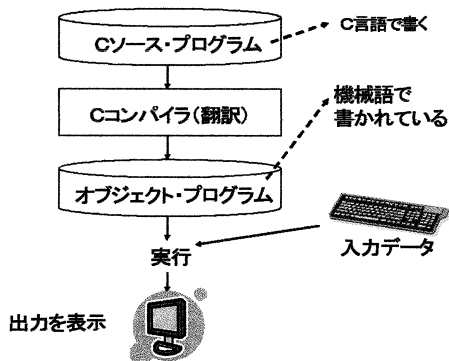 Cソース・プログラム
C言語で書く
Cコンパイラ(翻訳)
機械語で
書かれている
オブジェクト・プログラム
実行
入力データ
出力を表示